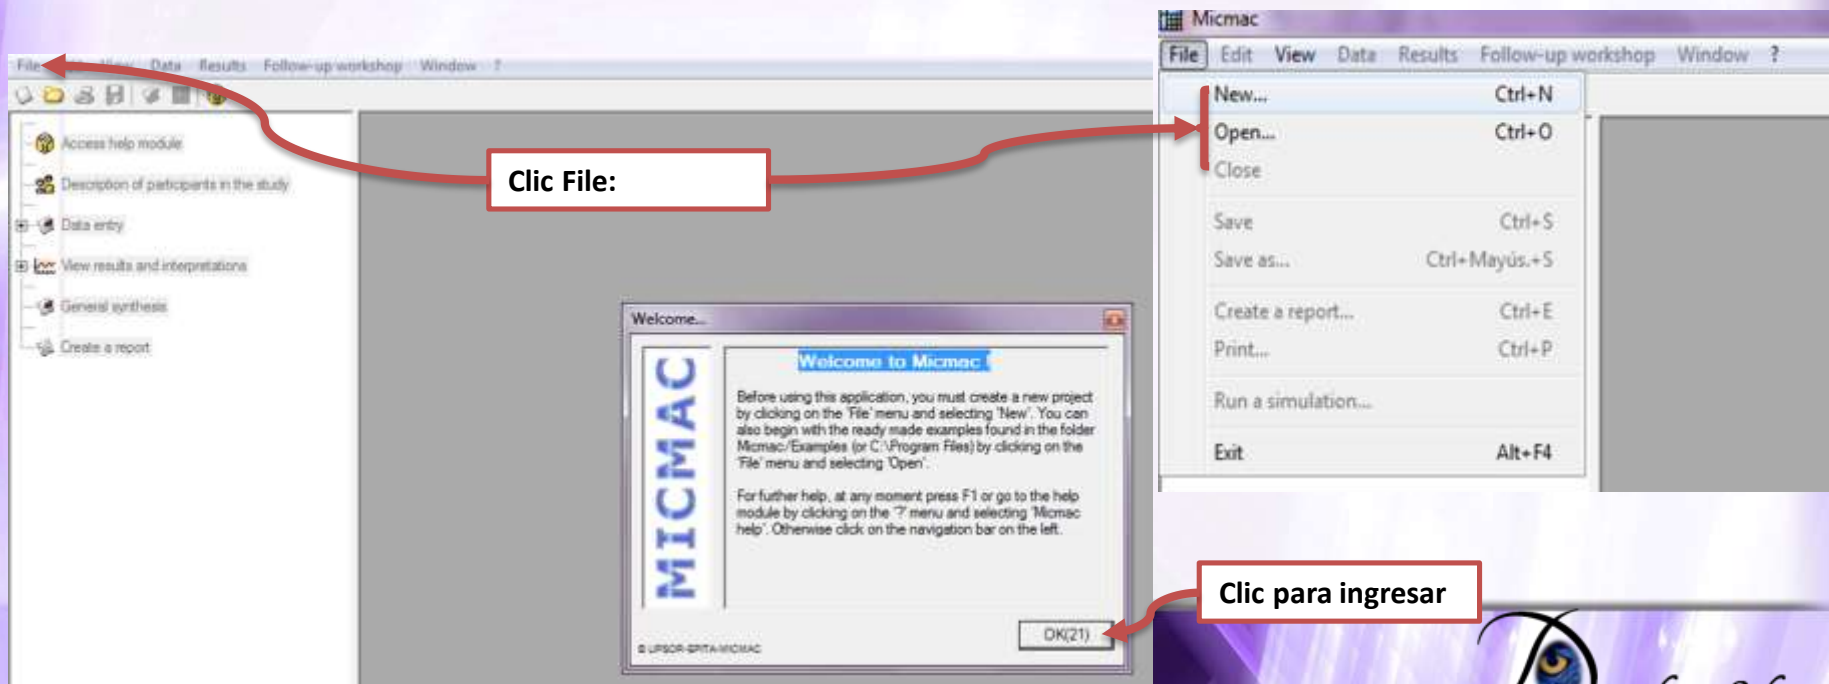 File View Data Results Follow-up workshop Window ?
Access help module
Description of participants in the study
Data entry
View results and interpretations
General synthesis
Create a report
Clic File:
Welcome...
MICMAC
Welcome to Micmac !
Before using this application, you must create a new project
by clicking on the 'File' menu and selecting 'New'. You can
also begin with the ready made examples found in the folder
Micmac/Examples (or C:\Program Files) by clicking on the
'File' menu and selecting 'Open'.
For further help, at any moment press F1 or go to the help
module by clicking on the '?' menu and selecting 'Micmac
help'. Otherwise click on the navigation bar on the left.
OK(21)
© LIPSOR-EPITA-MICMAC
Micmac
File Edit View Data Results Follow-up workshop Window ?
New... Ctrl+N
Open... Ctrl+O
Close
Save Ctrl+S
Save as... Ctrl+Mayús.+S
Create a report... Ctrl+E
Print... Ctrl+P
Run a simulation...
Exit Alt+F4
Clic para ingresar